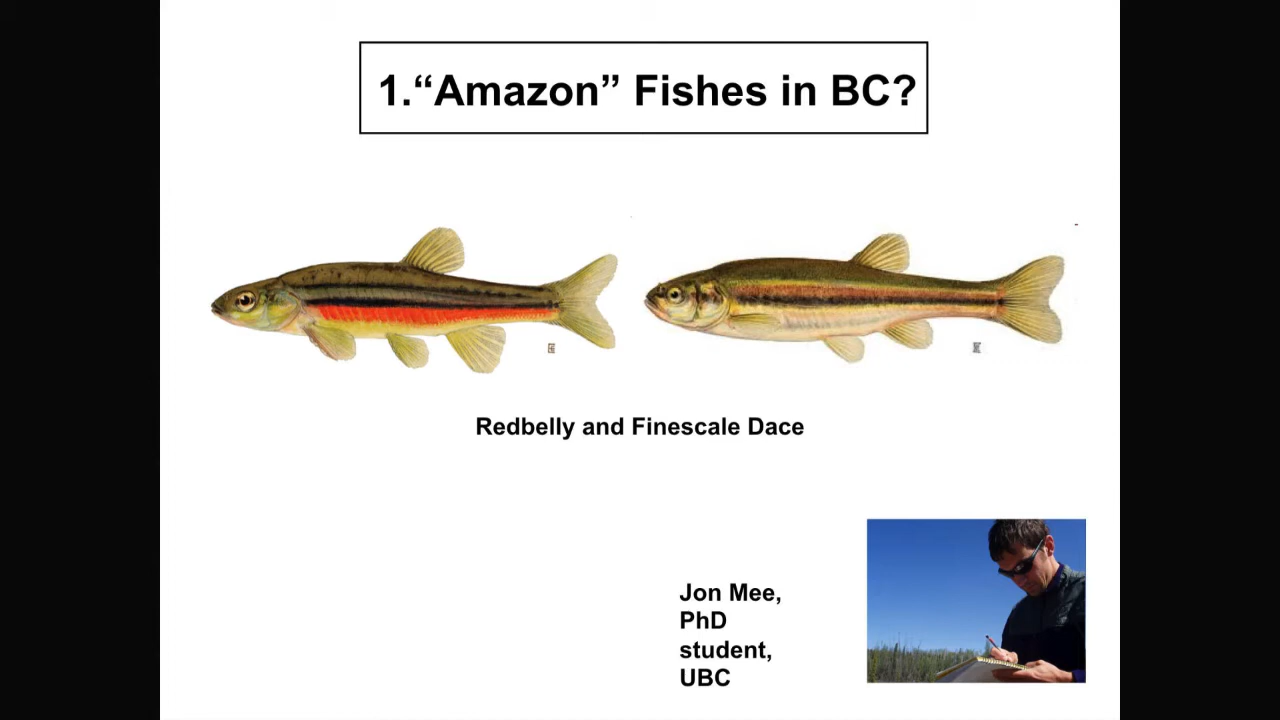 1.“Amazon” Fishes in BC?
Redbelly and Finescale Dace
Jon Mee,
PhD
student,
UBC